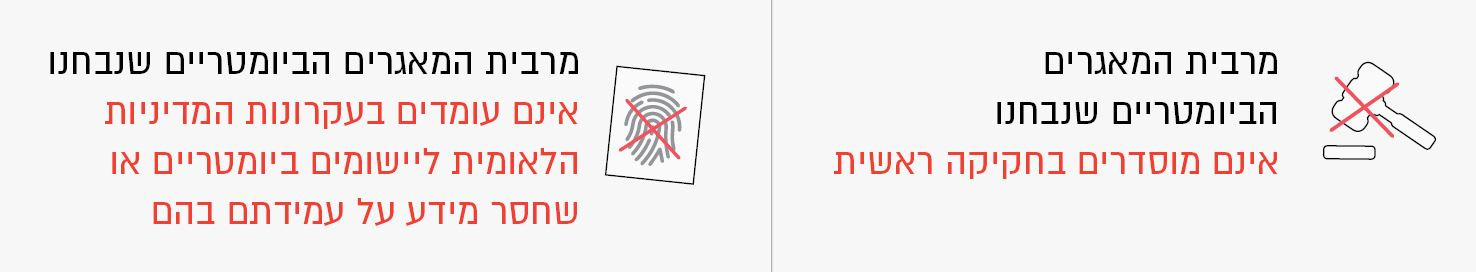 מרבית המאגרים
הביומטריים שנבחנו
אינם מוסדרים בחקיקה ראשית
מרבית המאגרים הביומטריים שנבחנו
אינם עומדים בעקרונות המדיניות
הלאומית ליישומים ביומטריים או
שחסר מידע על עמידתם בהם